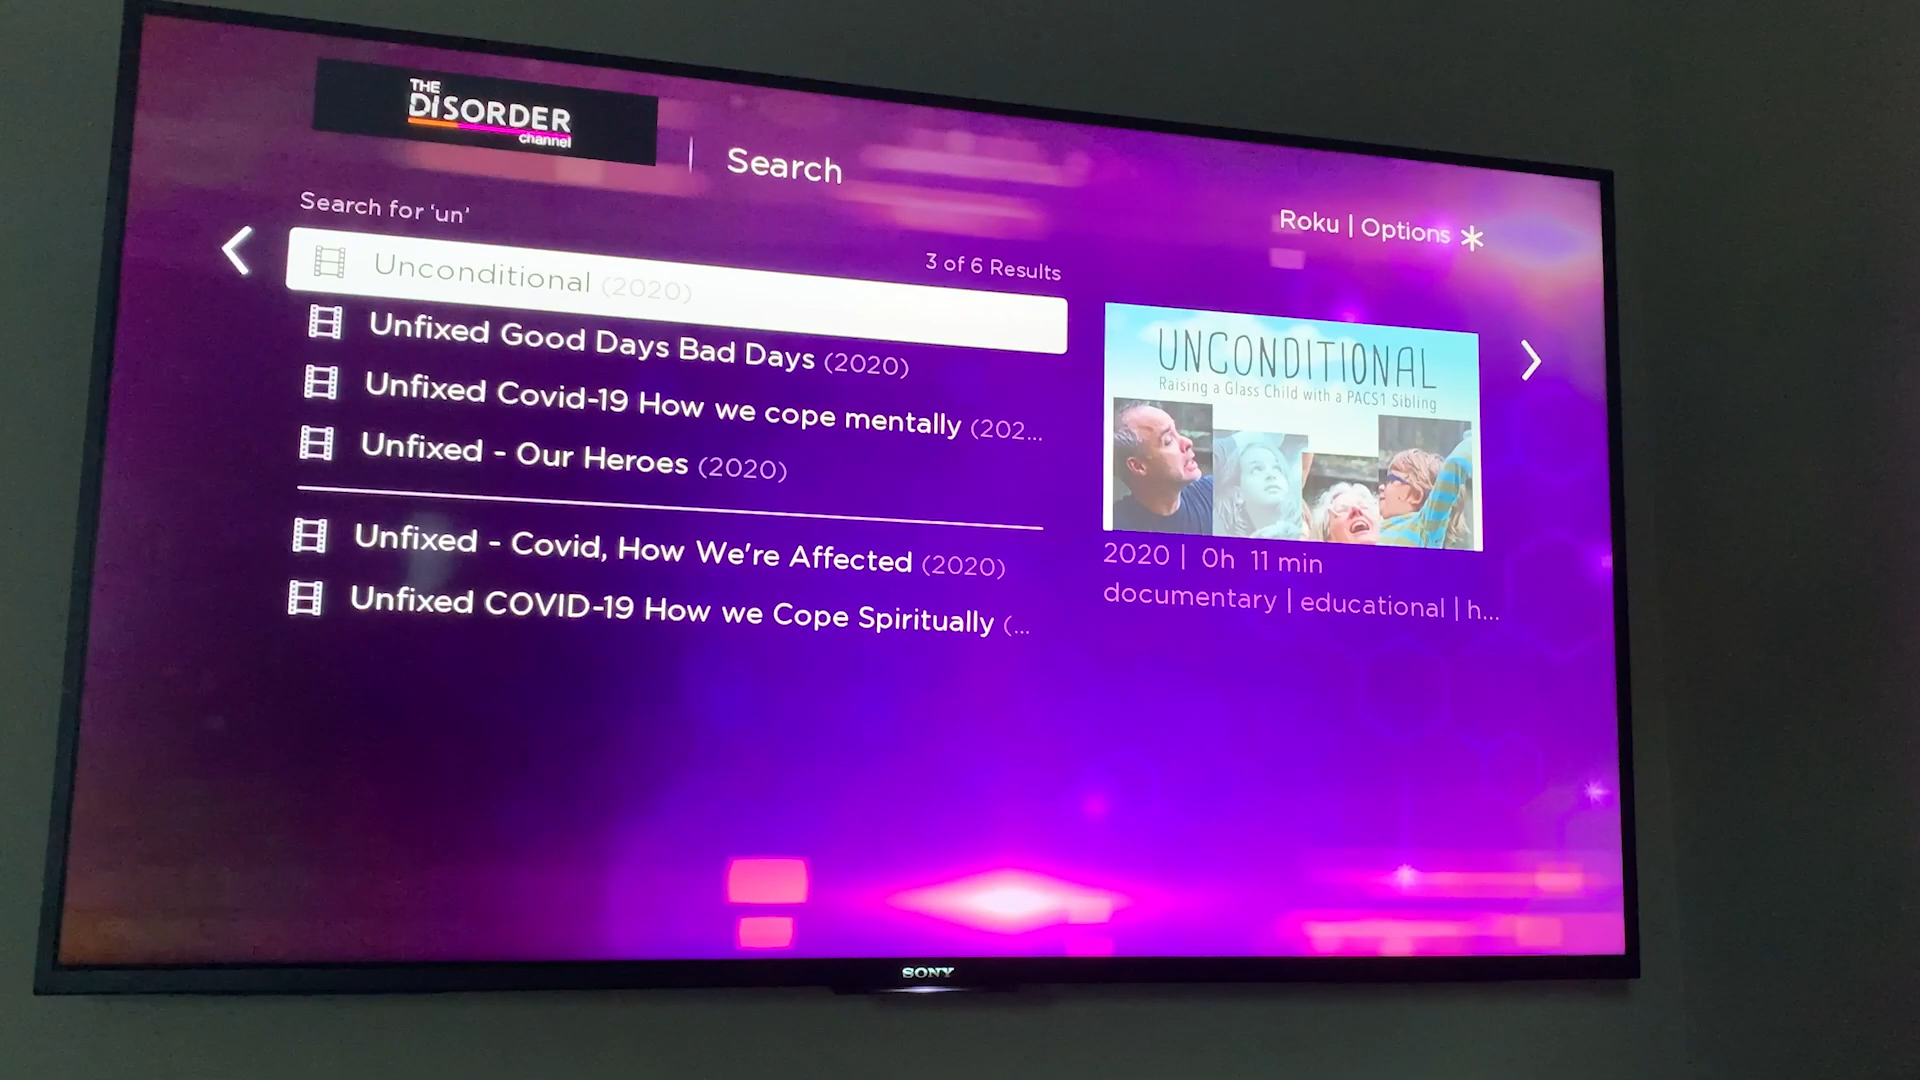 THE
DISORDER
channel
Search
Search for ‘un’
Roku | Options *
3 of 6 Results
Unconditional (2020)
Unfixed Good Days Bad Days (2020)
Unfixed Covid-19 How we cope mentally (202...
Unfixed - Our Heroes (2020)
Unfixed - Covid, How We're Affected (2020)
Unfixed COVID-19 How we Cope Spiritually (...
UNCONDITIONAL
Raising a Glass Child with a PACS1 Sibling
2020 | 0h 11 min
documentary | educational | h...
SONY